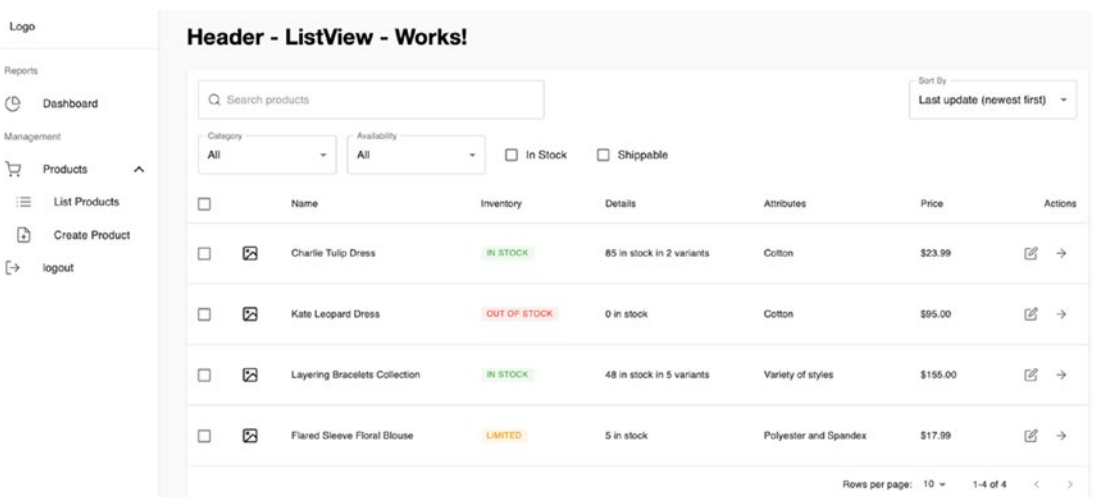 Logo
Reports
Dashboard
Management
Products
List Products
Create Product
logout
Header - ListView - Works!
Search products
Sort By
Last update (newest first)
Category
All
Availability
All
In Stock
Shippable
Name Inventory Details Attributes Price Actions
Charlie Tulip Dress IN STOCK 85 in stock in 2 variants Cotton $23.99
Kate Leopard Dress OUT OF STOCK 0 in stock Cotton $95.00
Layering Bracelets Collection IN STOCK 48 in stock in 5 variants Variety of styles $155.00
Flared Sleeve Floral Blouse LIMITED 5 in stock Polyester and Spandex $17.99
Rows per page: 10 1-4 of 4